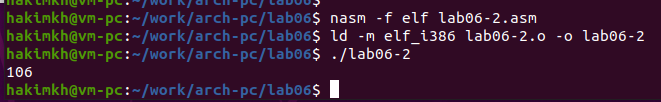 hakimkh@vm-pc:~/work/arch-pc/lab06$ nasm -f elf lab06-2.asm
hakimkh@vm-pc:~/work/arch-pc/lab06$ ld -m elf_i386 lab06-2.o -o lab06-2
hakimkh@vm-pc:~/work/arch-pc/lab06$ ./lab06-2
106
hakimkh@vm-pc:~/work/arch-pc/lab06$